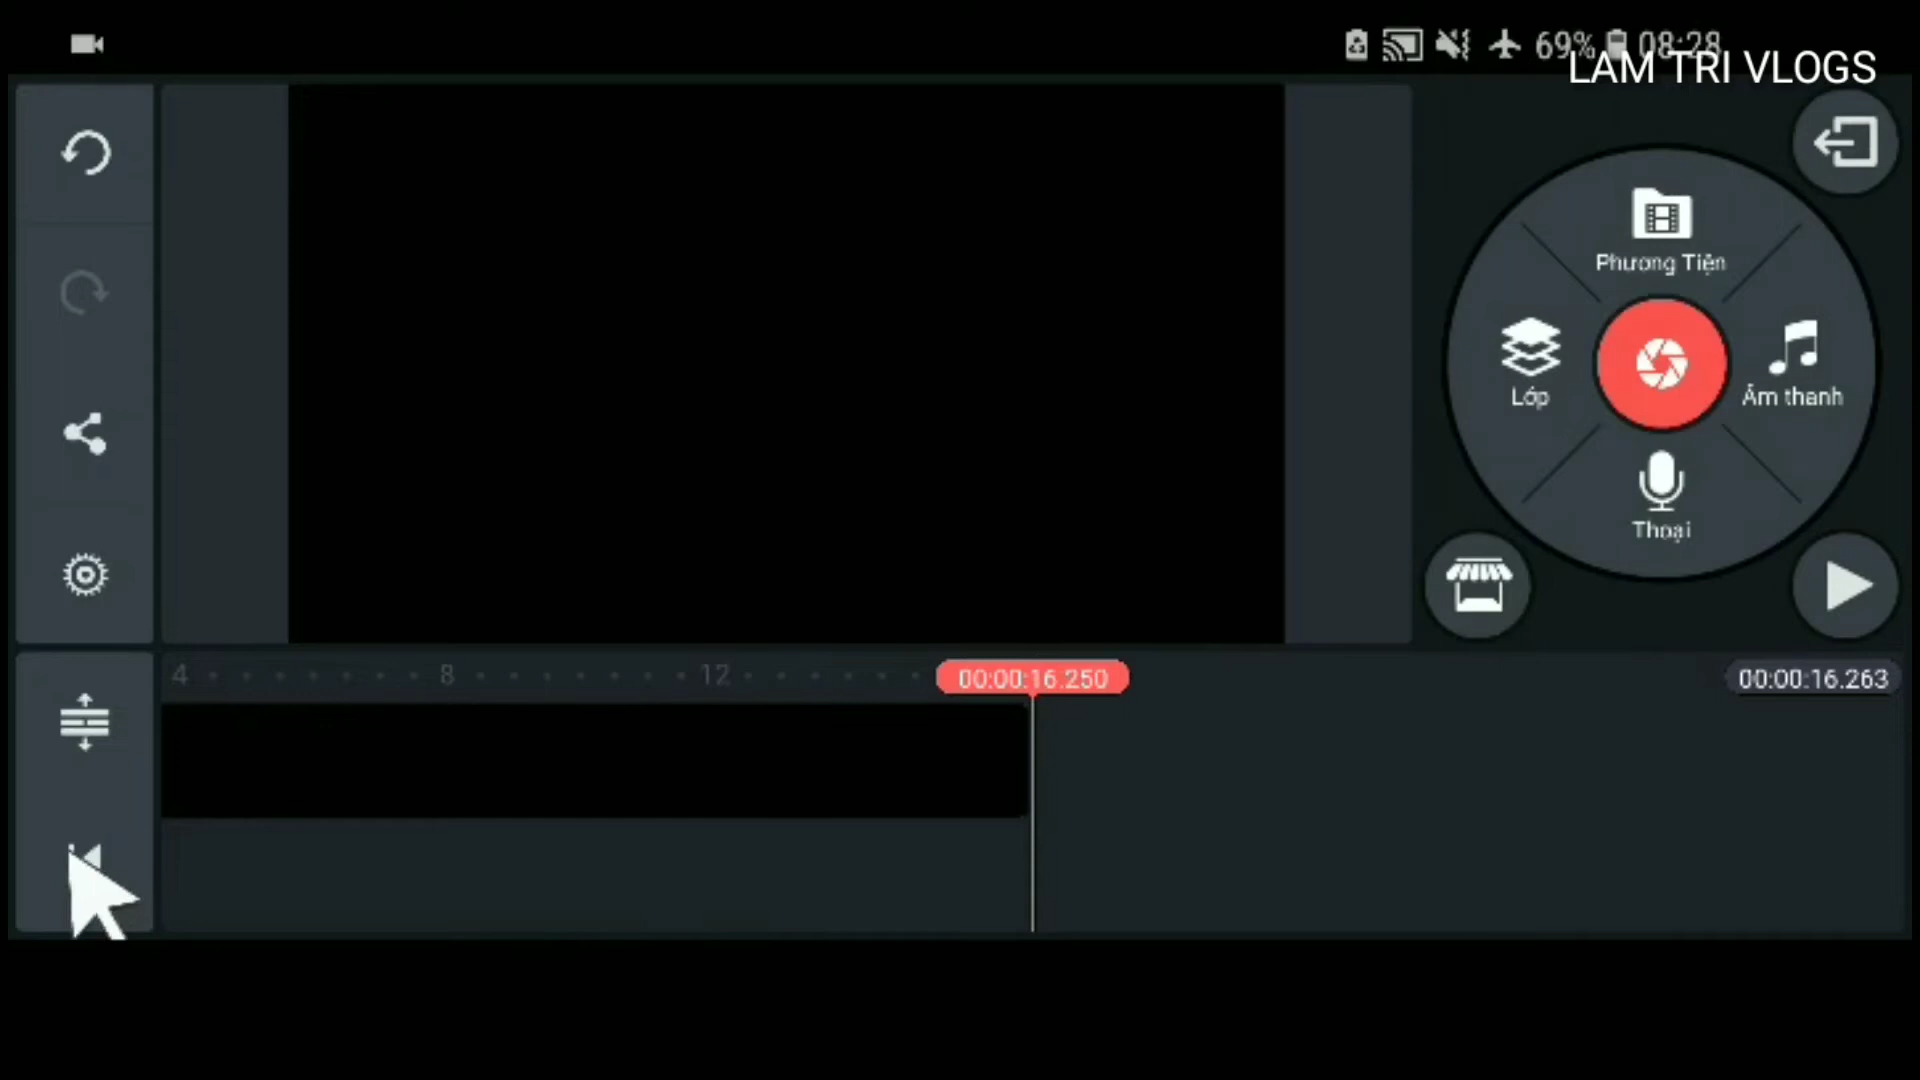 69% 08:28
LAM TRI VLOGS
Phương Tiện
Lớp
Âm thanh
Thoại
4 8 12 00:00:16.250 00:00:16.263